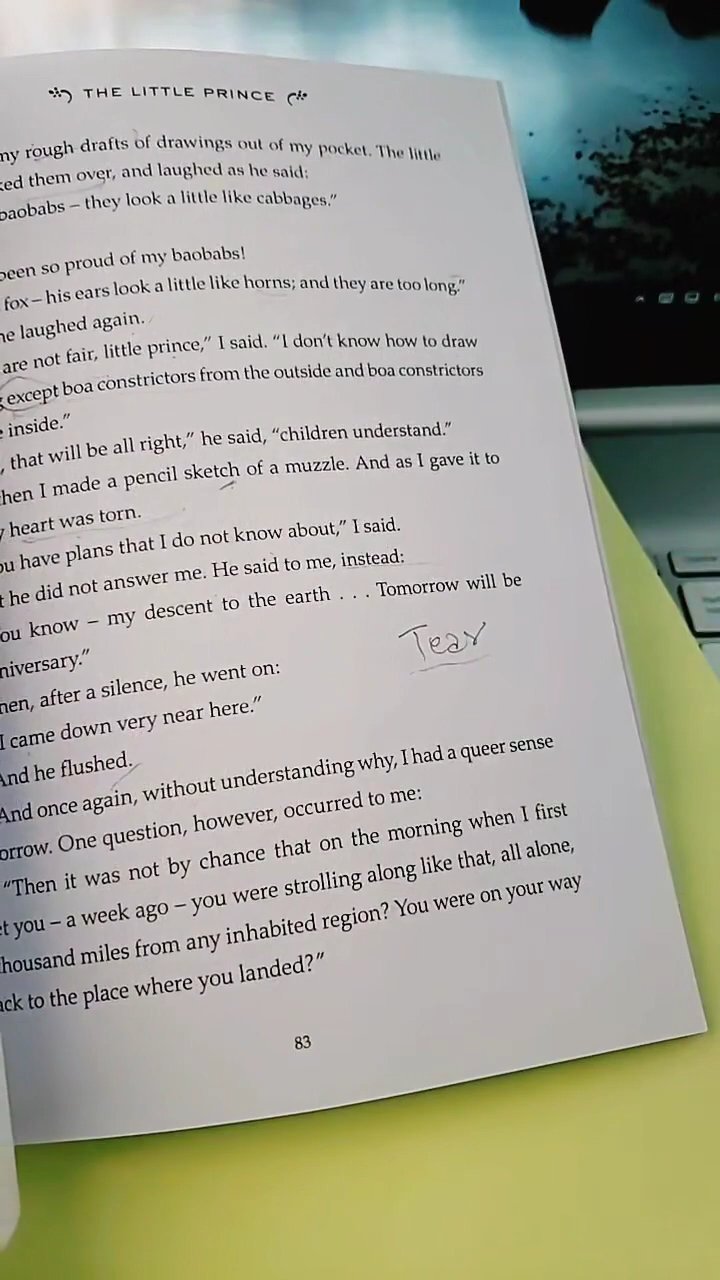 THE LITTLE PRINCE
my rough drafts of drawings out of my pocket. The little
ked them over, and laughed as he said:
baobabs – they look a little like cabbages.”
been so proud of my baobabs!
fox – his ears look a little like horns; and they are too long.”
he laughed again.
are not fair, little prince,” I said. “I don’t know how to draw
g except boa constrictors from the outside and boa constrictors
e inside.”
, that will be all right,” he said, “children understand.”
hen I made a pencil sketch of a muzzle. And as I gave it to
y heart was torn.
ou have plans that I do not know about,” I said.
t he did not answer me. He said to me, instead:
ou know – my descent to the earth . . . Tomorrow will be
niversary.”
Tear
hen, after a silence, he went on:
I came down very near here.”
And he flushed.
And once again, without understanding why, I had a queer sense
orrow. One question, however, occurred to me:
“Then it was not by chance that on the morning when I first
et you – a week ago – you were strolling along like that, all alone,
housand miles from any inhabited region? You were on your way
ack to the place where you landed?”
83